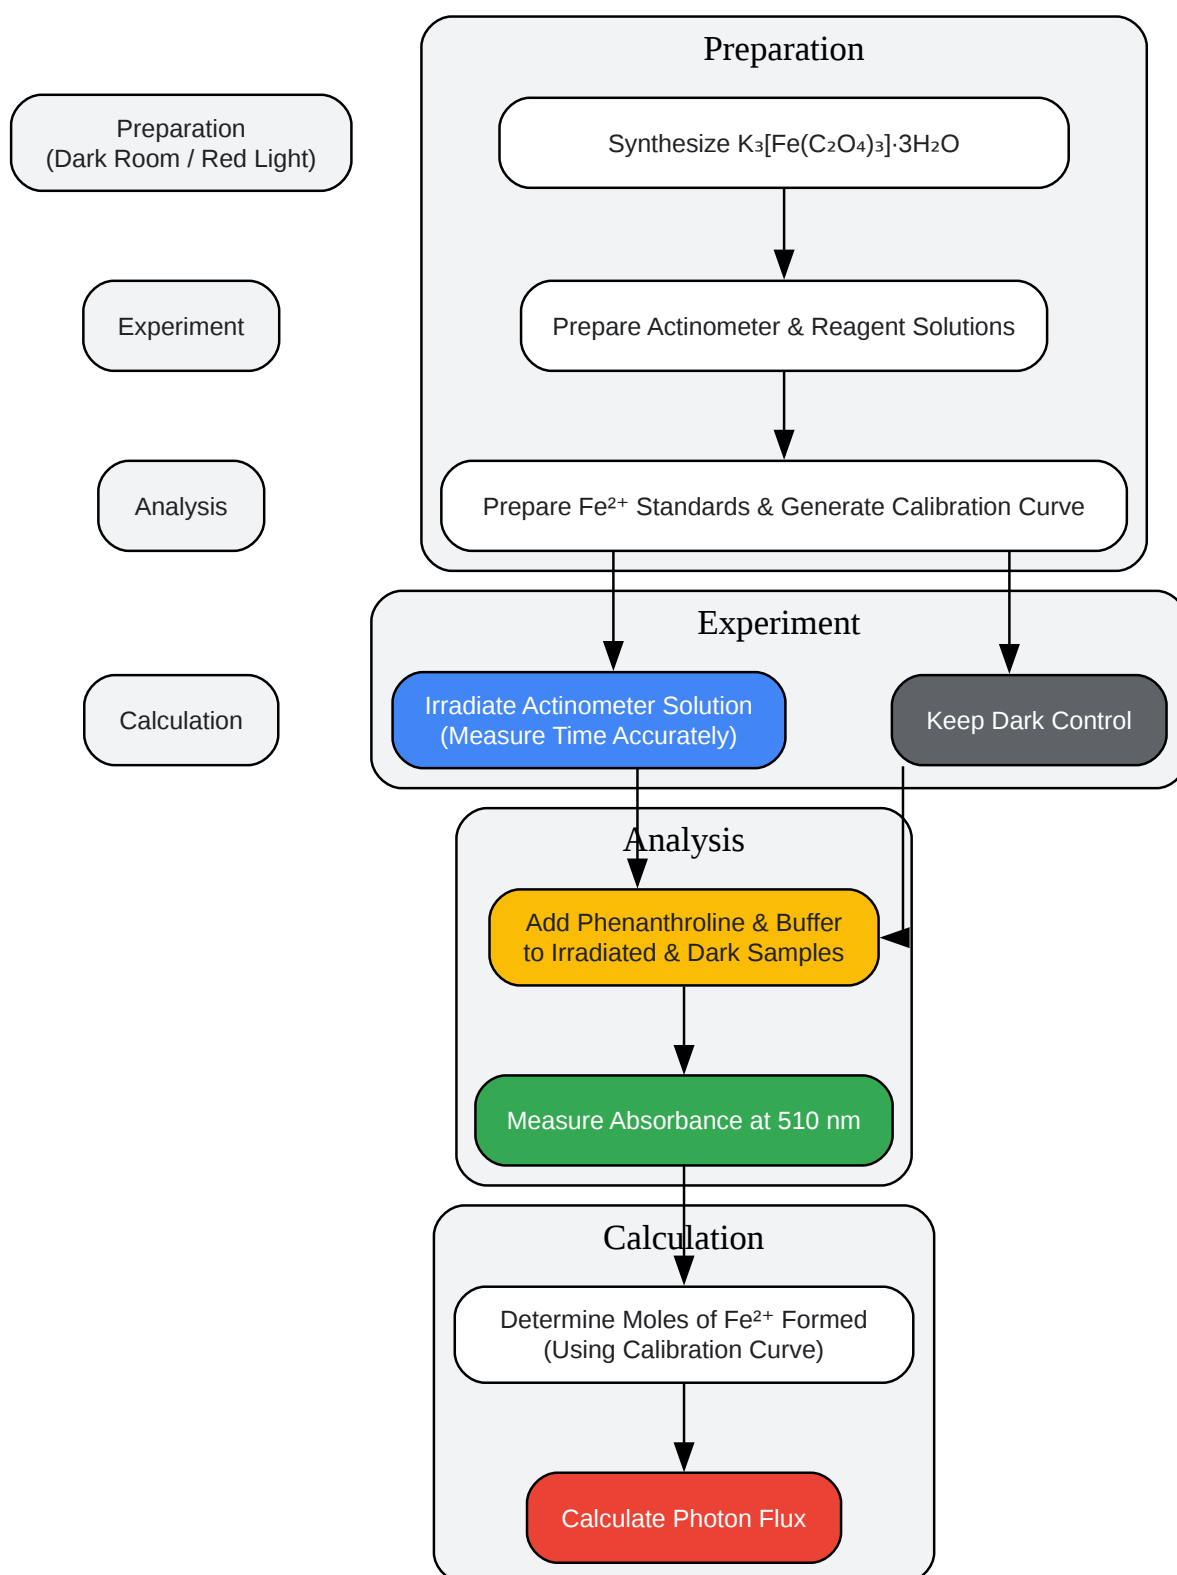 Preparation
(Dark Room / Red Light)
Experiment
Analysis
Calculation
Preparation
Synthesize K₃[Fe(C₂O₄)₃]·3H₂O
Prepare Actinometer & Reagent Solutions
Prepare Fe²⁺ Standards & Generate Calibration Curve
Experiment
Irradiate Actinometer Solution
(Measure Time Accurately)
Keep Dark Control
Analysis
Add Phenanthroline & Buffer
to Irradiated & Dark Samples
Measure Absorbance at 510 nm
Calculation
Determine Moles of Fe²⁺ Formed
(Using Calibration Curve)
Calculate Photon Flux